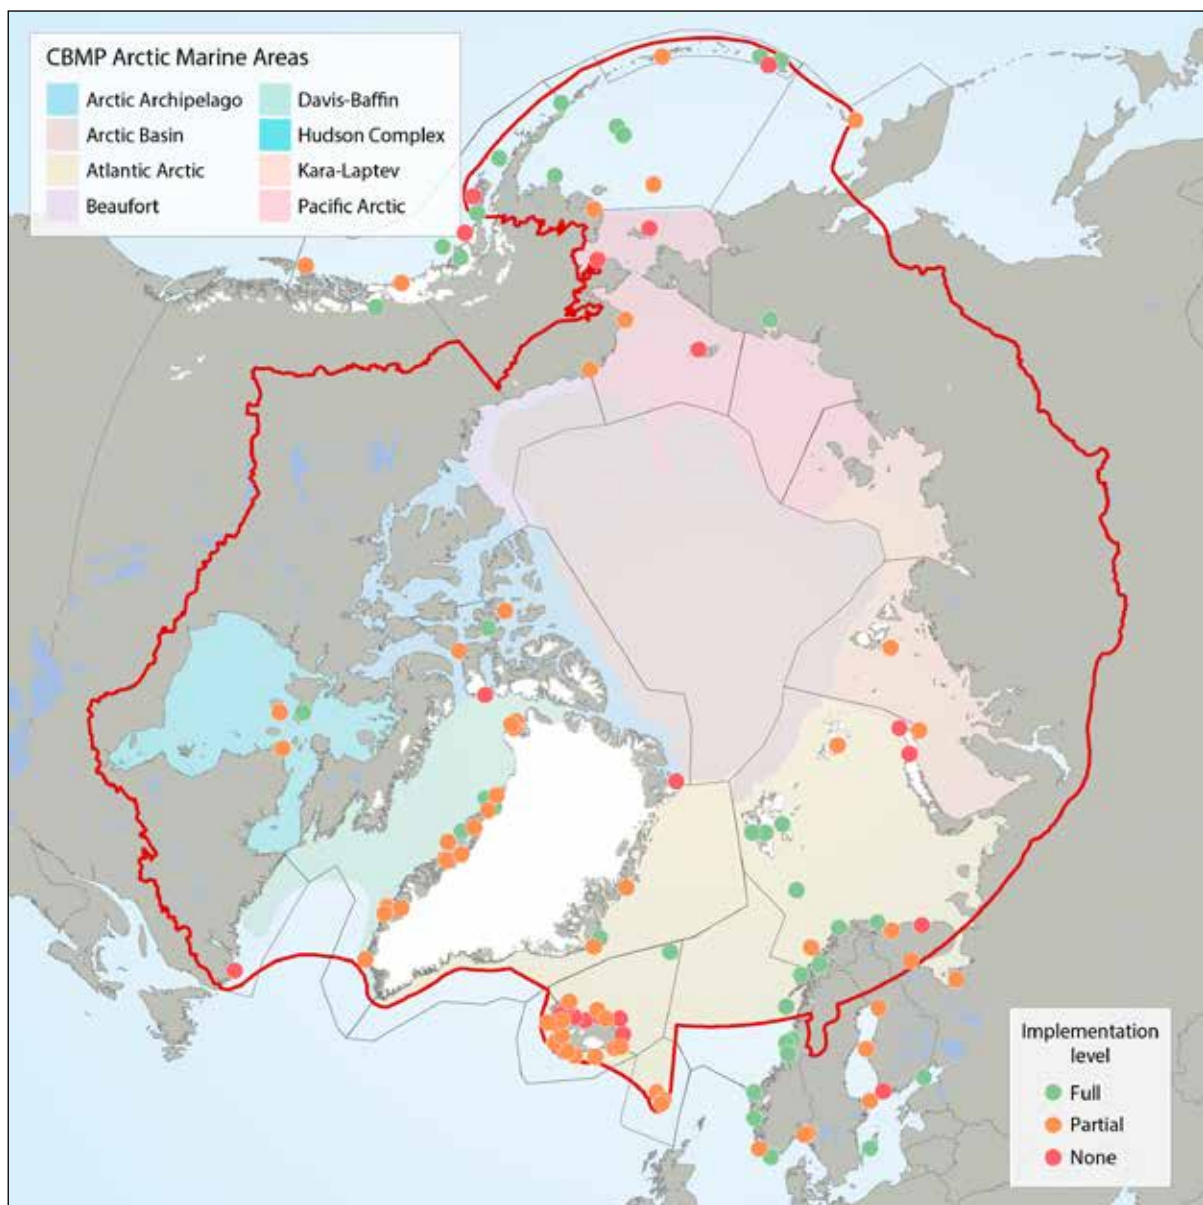 CBMP Arctic Marine Areas
Arctic Archipelago
Arctic Basin
Atlantic Arctic
Beaufort
Davis-Baffin
Hudson Complex
Kara-Laptev
Pacific Arctic
Implementation
level
Full
Partial
None